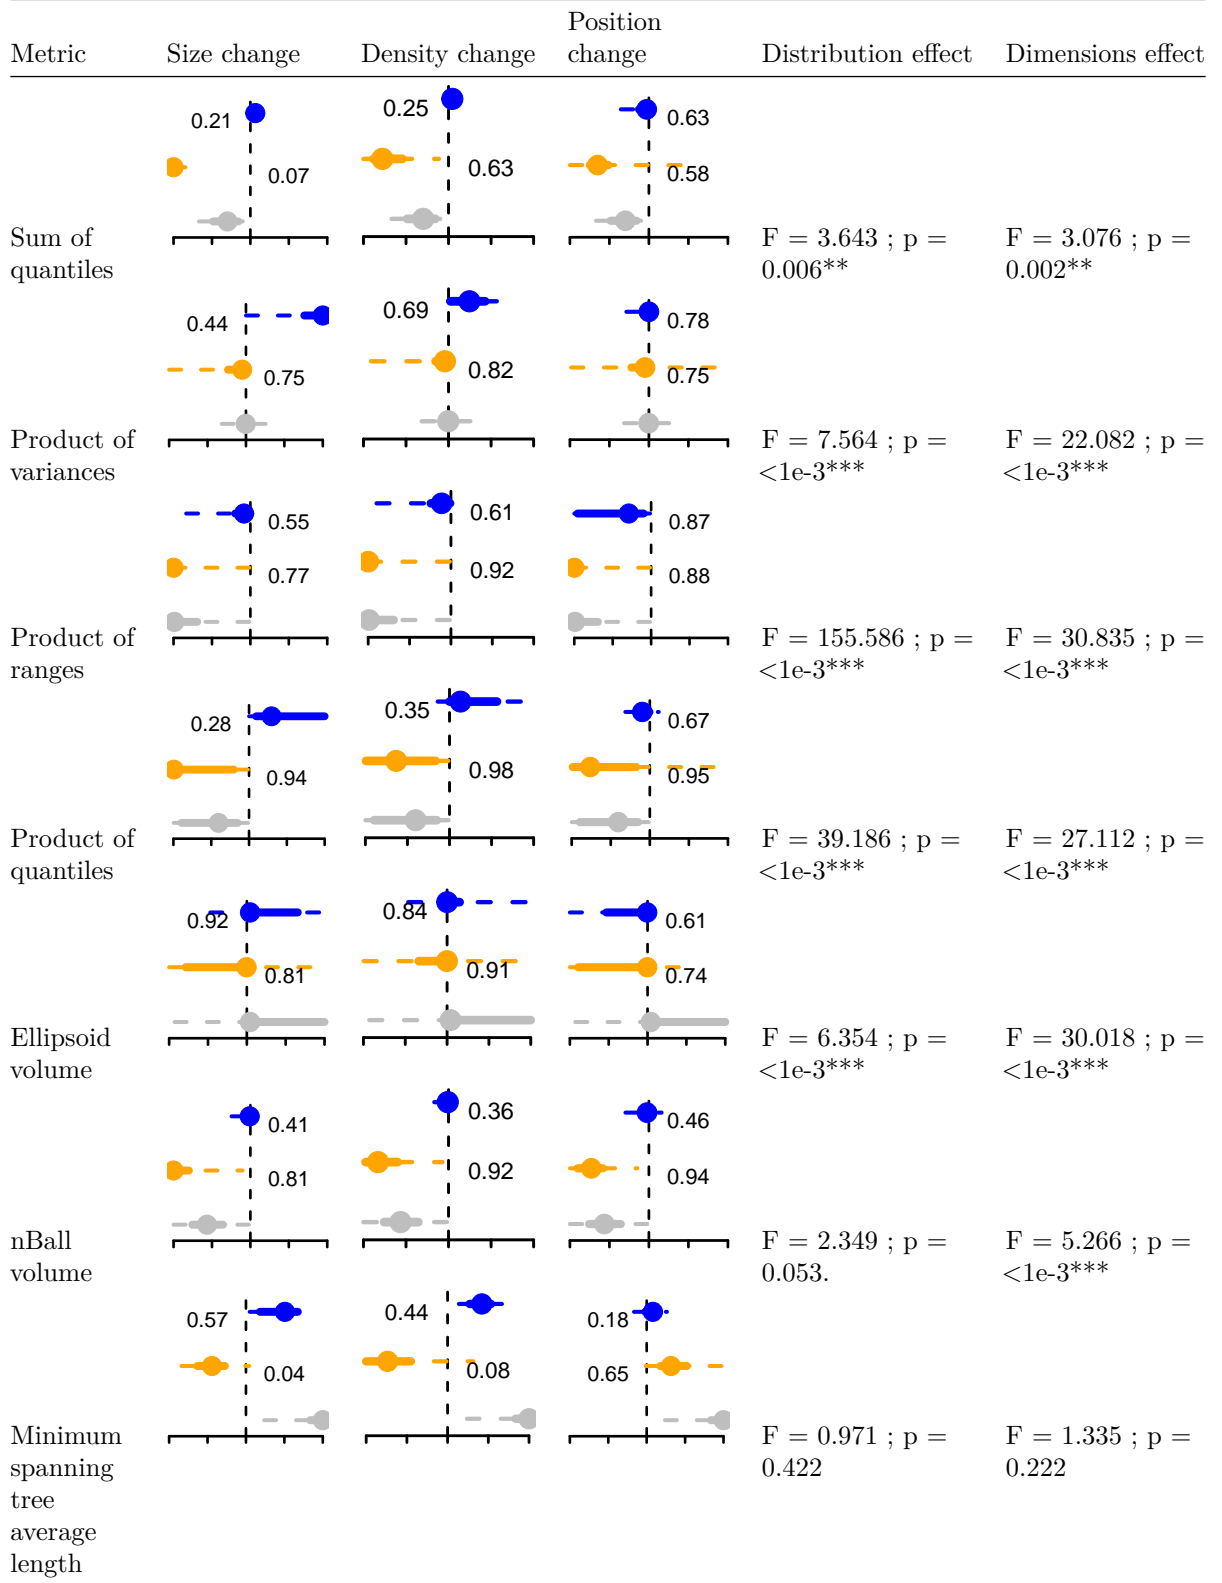 Position
Metric Size change Density change change Distribution effect Dimensions effect
0.21 0.25 0.63
0.07 0.63 0.58
Sum of F = 3.643 ; p = F = 3.076 ; p =
quantiles 0.006** 0.002**
0.44 0.69 0.78
0.75 0.82 0.75
Product of F = 7.564 ; p = F = 22.082 ; p =
variances <1e-3*** <1e-3***
0.55 0.61 0.87
0.77 0.92 0.88
Product of F = 155.586 ; p = F = 30.835 ; p =
ranges <1e-3*** <1e-3***
0.28 0.35 0.67
0.94 0.98 0.95
Product of F = 39.186 ; p = F = 27.112 ; p =
quantiles <1e-3*** <1e-3***
0.92 0.84 0.61
0.81 0.91 0.74
Ellipsoid F = 6.354 ; p = F = 30.018 ; p =
volume <1e-3*** <1e-3***
0.41 0.36 0.46
0.81 0.92 0.94
nBall F = 2.349 ; p = F = 5.266 ; p =
volume 0.053. <1e-3***
0.57 0.44 0.18
0.04 0.08 0.65
Minimum F = 0.971 ; p = F = 1.335 ; p =
spanning 0.422 0.222
tree
average
length